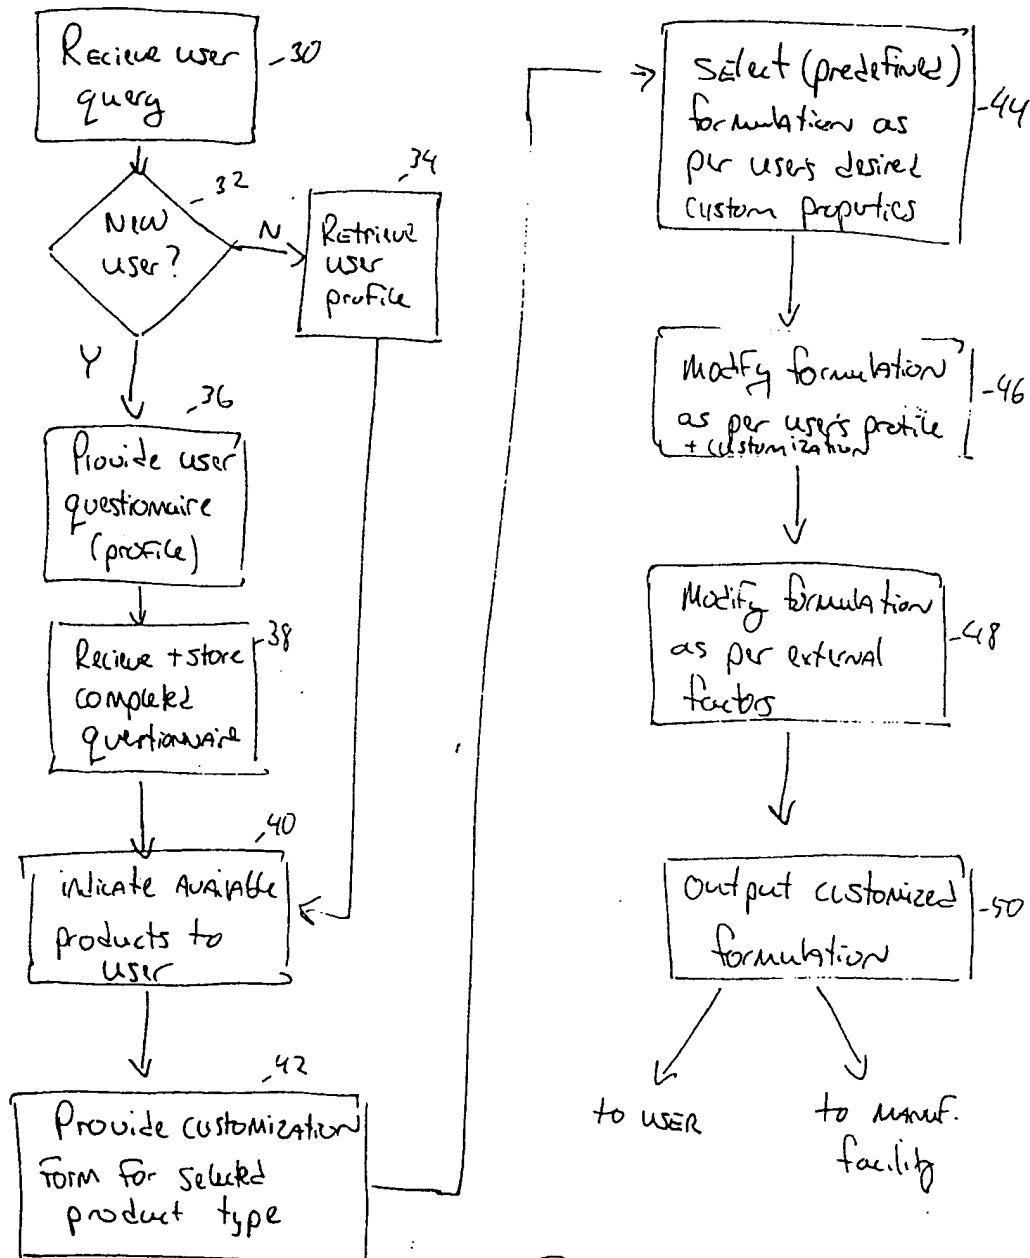 Recieve user
query
30
32
New
user?
N
Y
34
Retrieve
user
profile
36
Provide user
questionaire
(profile)
38
Recieve + store
completed
questionnaire
40
indicate available
products to
user
42
Provide customization
form for selected
product type
44
Select (predefined)
formulation as
per users desired
custom properties
46
Modify formulation
as per user's profile
+ customization
48
Modify formulation
as per external
factors
50
Output customized
formulation
to user
to manuf.
facility